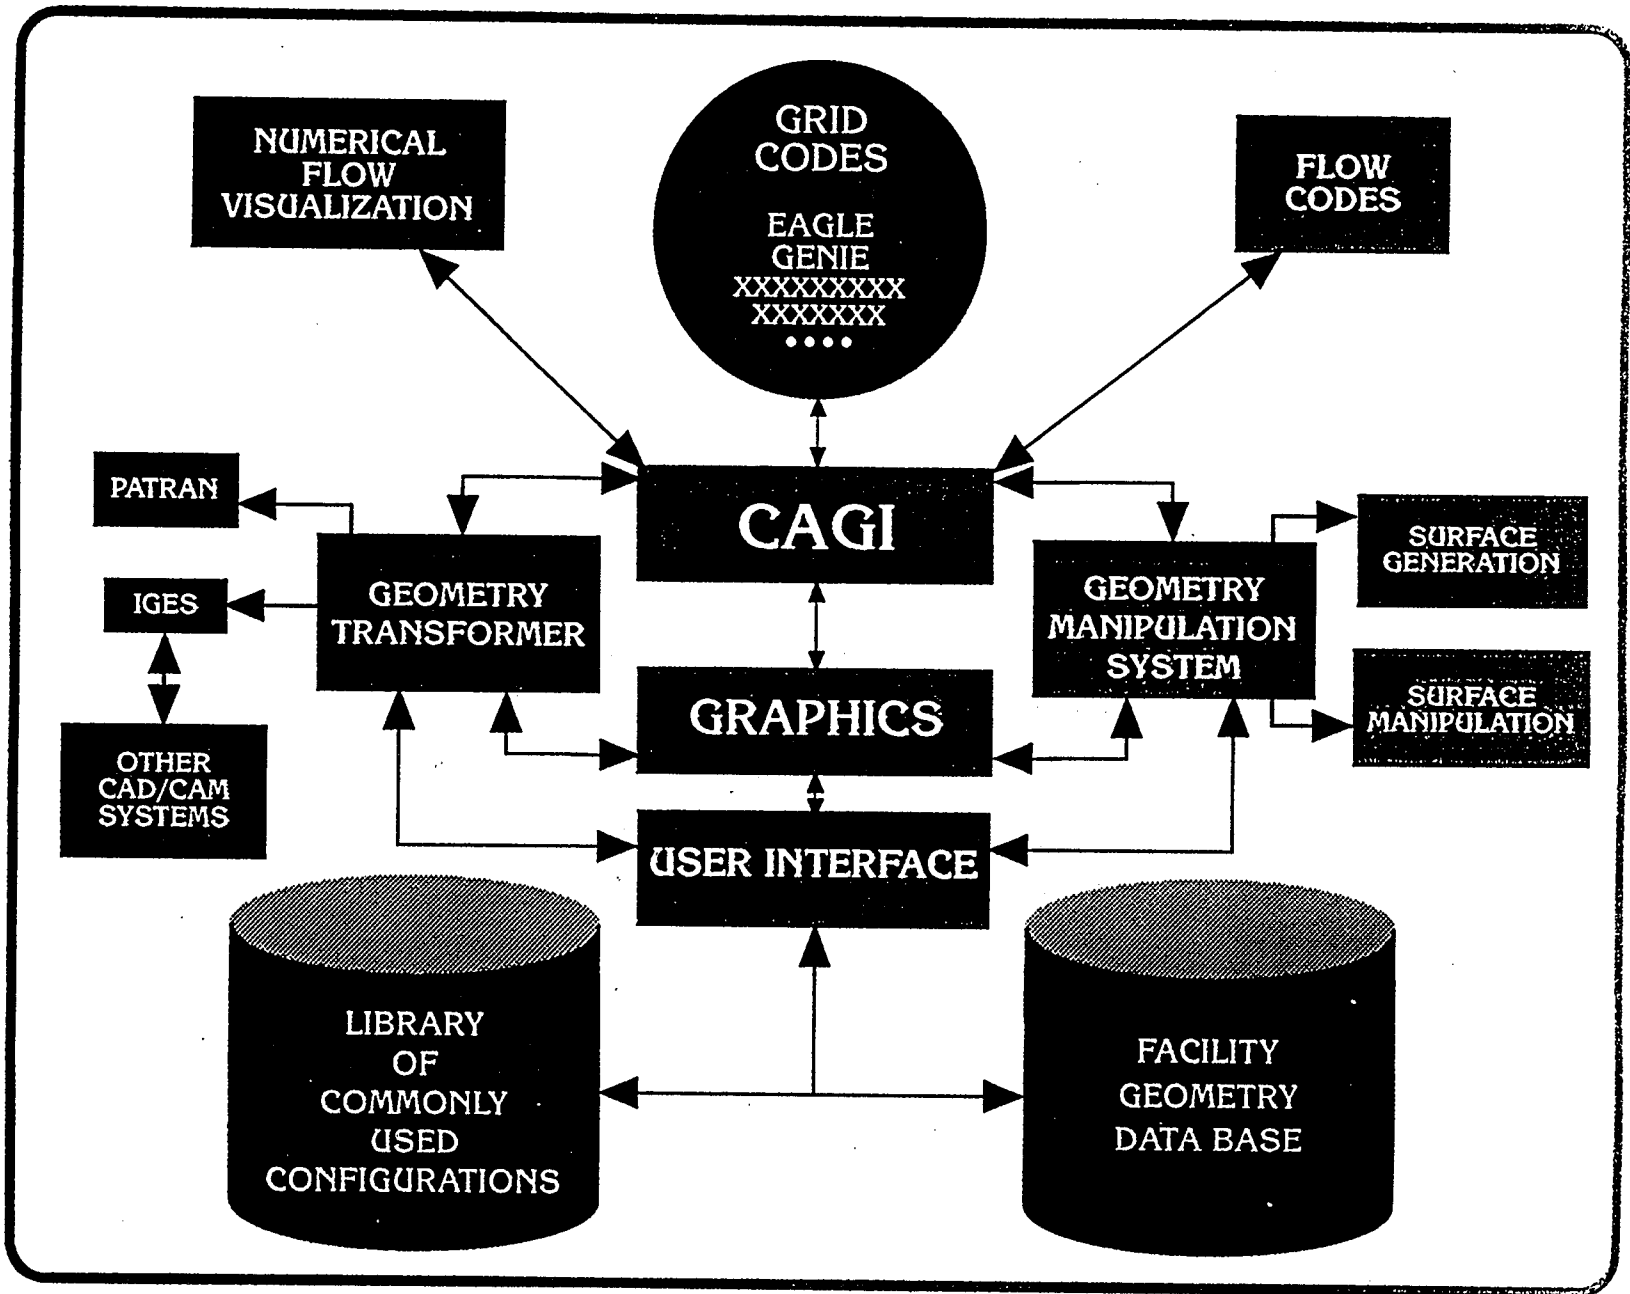 NUMERICAL
FLOW
VISUALIZATION
GRID
CODES
EAGLE
GENIE
XXXXXXXXX
XXXXXXX
••••
FLOW
CODES
PATRAN
IGES
OTHER
CAD/CAM
SYSTEMS
GEOMETRY
TRANSFORMER
CAGI
GRAPHICS
USER INTERFACE
GEOMETRY
MANIPULATION
SYSTEM
SURFACE
GENERATION
SURFACE
MANIPULATION
LIBRARY
OF
COMMONLY
USED
CONFIGURATIONS
FACILITY
GEOMETRY
DATA BASE